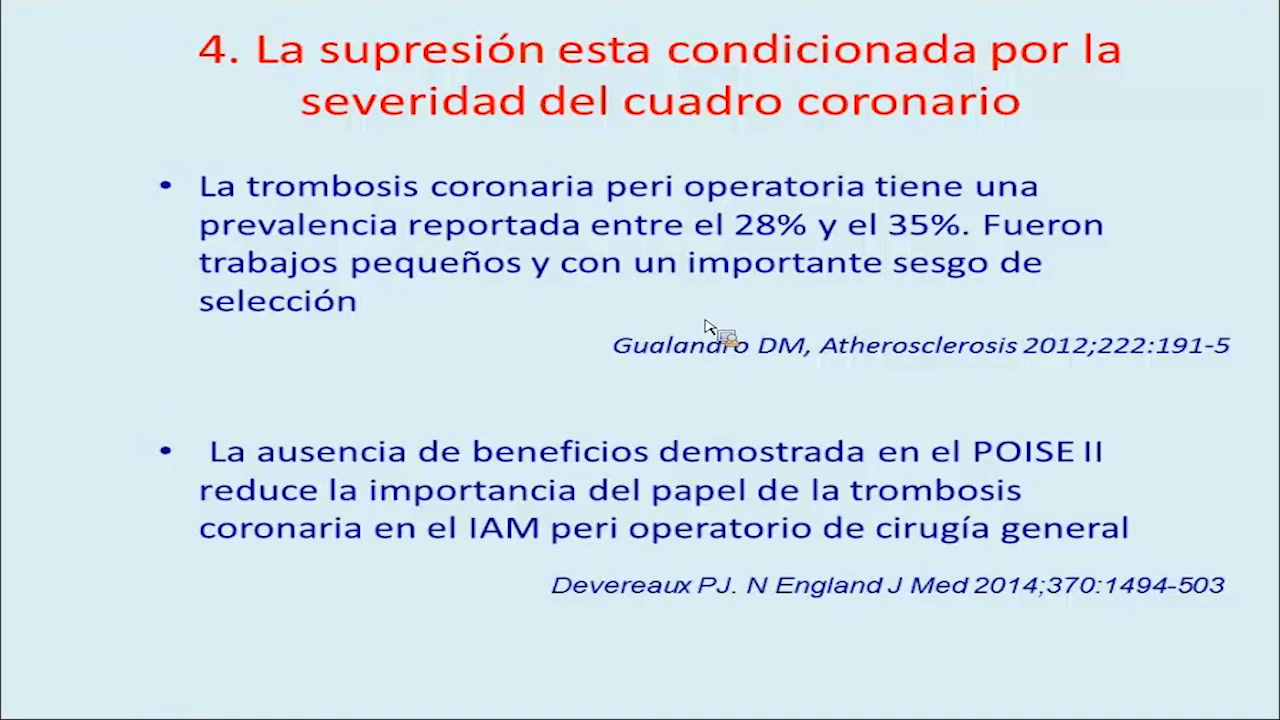 4. La supresión esta condicionada por la
severidad del cuadro coronario
• La trombosis coronaria peri operatoria tiene una
prevalencia reportada entre el 28% y el 35%. Fueron
trabajos pequeños y con un importante sesgo de
selección
Gualandro DM, Atherosclerosis 2012;222:191-5
• La ausencia de beneficios demostrada en el POISE II
reduce la importancia del papel de la trombosis
coronaria en el IAM peri operatorio de cirugía general
Devereaux PJ. N England J Med 2014;370:1494-503